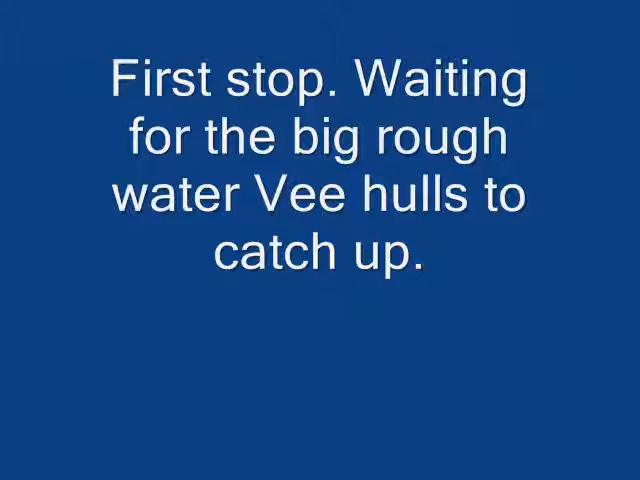 First stop. Waiting
for the big rough
water Vee hulls to
catch up.